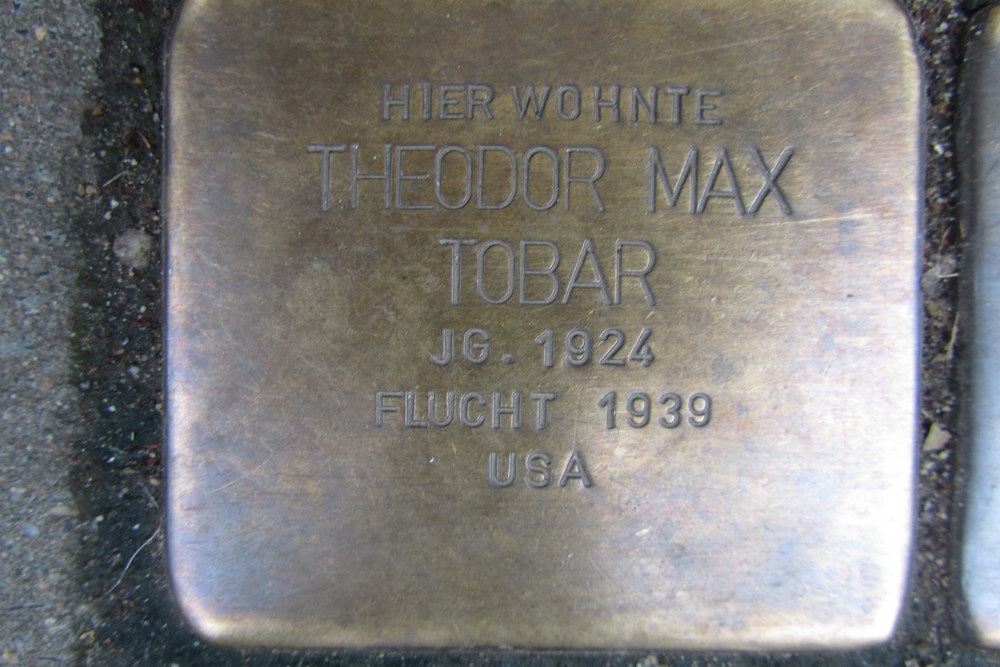 HIER WOHNTE
THEODOR MAX
TOBAR
JG. 1924
FLUCHT 1939
USA